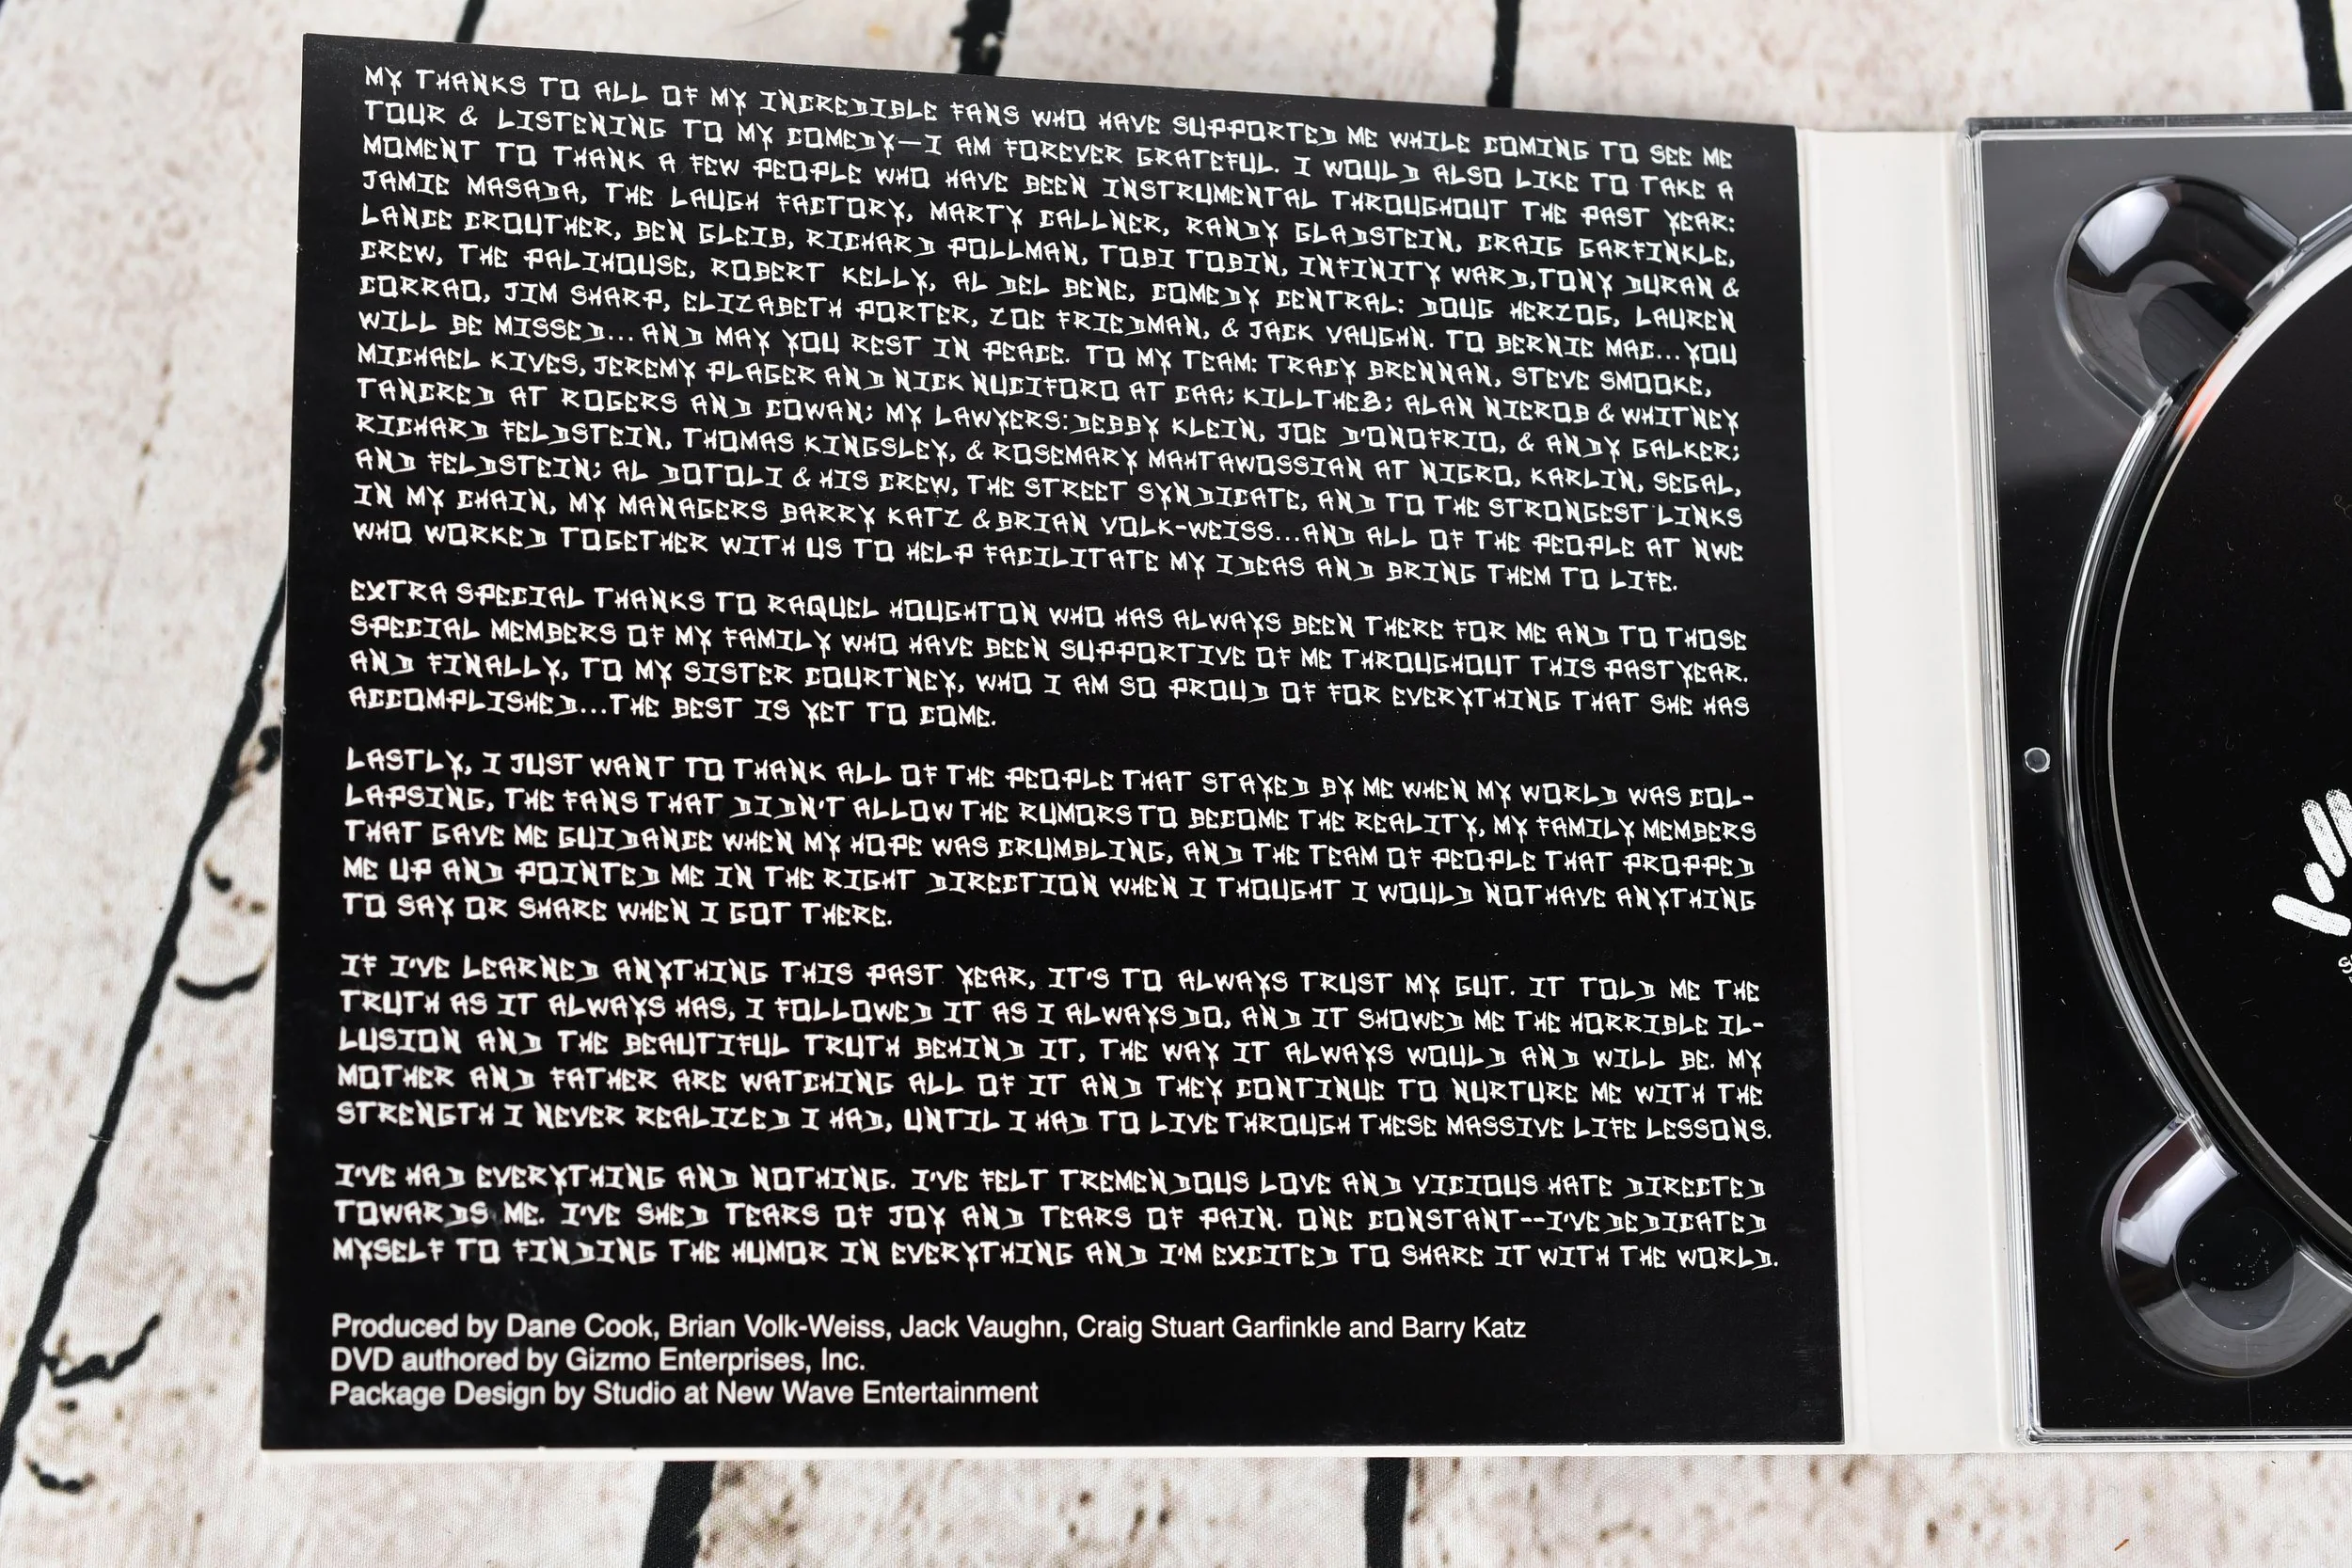 MY THANKS TO ALL OF MY INCREDIBLE FANS WHO HAVE SUPPORTED ME WHILE COMING TO SEE ME
TOUR & LISTENING TO MY COMEDY—I AM FOREVER GRATEFUL. I WOULD ALSO LIKE TO TAKE A
MOMENT TO THANK A FEW PEOPLE WHO HAVE BEEN INSTRUMENTAL THROUGHOUT THE PAST YEAR:
JAMIE MASADA, THE LAUGH FACTORY, MARTY CALLNER, RANDY GLADSTEIN, CRAIG GARFINKLE,
LANCE CROUTHER, BEN GLEIB, RICHARD POLLMAN, TOBI TOBIN, INFINITY WARD,TONY DURAN &
CREW, THE PALIHOUSE, ROBERT KELLY, AL DEL BENE, COMEDY CENTRAL: DOUG HERZOG, LAUREN
CORRAO, JIM SHARP, ELIZABETH PORTER, ZOE FRIEDMAN, & JACK VAUGHN. TO BERNIE MAC...YOU
WILL BE MISSED... AND MAY YOU REST IN PEACE. TO MY TEAM: TRACY BRENNAN, STEVE SMOOKE,
MICHAEL KIVES, JEREMY PLAGER AND NICK NUCIFORO AT CAA; KILLTHE8; ALAN NIEROB & WHITNEY
TANCRED AT ROGERS AND COWAN; MY LAWYERS:DEBBY KLEIN, JOE D'ONOFRIO, & ANDY GALKER;
RICHARD FELDSTEIN, THOMAS KINGSLEY, & ROSEMARY MAHTAWOSSIAN AT NIGRO, KARLIN, SEGAL,
AND FELDSTEIN; AL DOTOLI & HIS CREW, THE STREET SYNDICATE, AND TO THE STRONGEST LINKS
IN MY CHAIN, MY MANAGERS BARRY KATZ & BRIAN VOLK-WEISS...AND ALL OF THE PEOPLE AT NWE
WHO WORKED TOGETHER WITH US TO HELP FACILITATE MY IDEAS AND BRING THEM TO LIFE.
EXTRA SPECIAL THANKS TO RAQUEL HOUGHTON WHO HAS ALWAYS BEEN THERE FOR ME AND TO THOSE
SPECIAL MEMBERS OF MY FAMILY WHO HAVE BEEN SUPPORTIVE OF ME THROUGHOUT THIS PAST YEAR.
AND FINALLY, TO MY SISTER COURTNEY, WHO I AM SO PROUD OF FOR EVERYTHING THAT SHE HAS
ACCOMPLISHED...THE BEST IS YET TO COME.
LASTLY, I JUST WANT TO THANK ALL OF THE PEOPLE THAT STAYED BY ME WHEN MY WORLD WAS COL-
LAPSING, THE FANS THAT DIDN'T ALLOW THE RUMORS TO BECOME THE REALITY, MY FAMILY MEMBERS
THAT GAVE ME GUIDANCE WHEN MY HOPE WAS CRUMBLING, AND THE TEAM OF PEOPLE THAT PROPPED
ME UP AND POINTED ME IN THE RIGHT DIRECTION WHEN I THOUGHT I WOULD NOT HAVE ANYTHING
TO SAY OR SHARE WHEN I GOT THERE.
IF I'VE LEARNED ANYTHING THIS PAST YEAR, IT'S TO ALWAYS TRUST MY GUT. IT TOLD ME THE
TRUTH AS IT ALWAYS HAS, I FOLLOWED IT AS I ALWAYS DO, AND IT SHOWED ME THE HORRIBLE IL-
LUSION AND THE BEAUTIFUL TRUTH BEHIND IT, THE WAY IT ALWAYS WOULD AND WILL BE. MY
MOTHER AND FATHER ARE WATCHING ALL OF IT AND THEY CONTINUE TO NURTURE ME WITH THE
STRENGTH I NEVER REALIZED I HAD, UNTIL I HAD TO LIVE THROUGH THESE MASSIVE LIFE LESSONS.
I'VE HAD EVERYTHING AND NOTHING. I'VE FELT TREMENDOUS LOVE AND VICIOUS HATE DIRECTED
TOWARDS ME. I'VE SHED TEARS OF JOY AND TEARS OF PAIN. ONE CONSTANT--I'VE DEDICATED
MYSELF TO FINDING THE HUMOR IN EVERYTHING AND I'M EXCITED TO SHARE IT WITH THE WORLD.
Produced by Dane Cook, Brian Volk-Weiss, Jack Vaughn, Craig Stuart Garfinkle and Barry Katz
DVD authored by Gizmo Enterprises, Inc.
Package Design by Studio at New Wave Entertainment